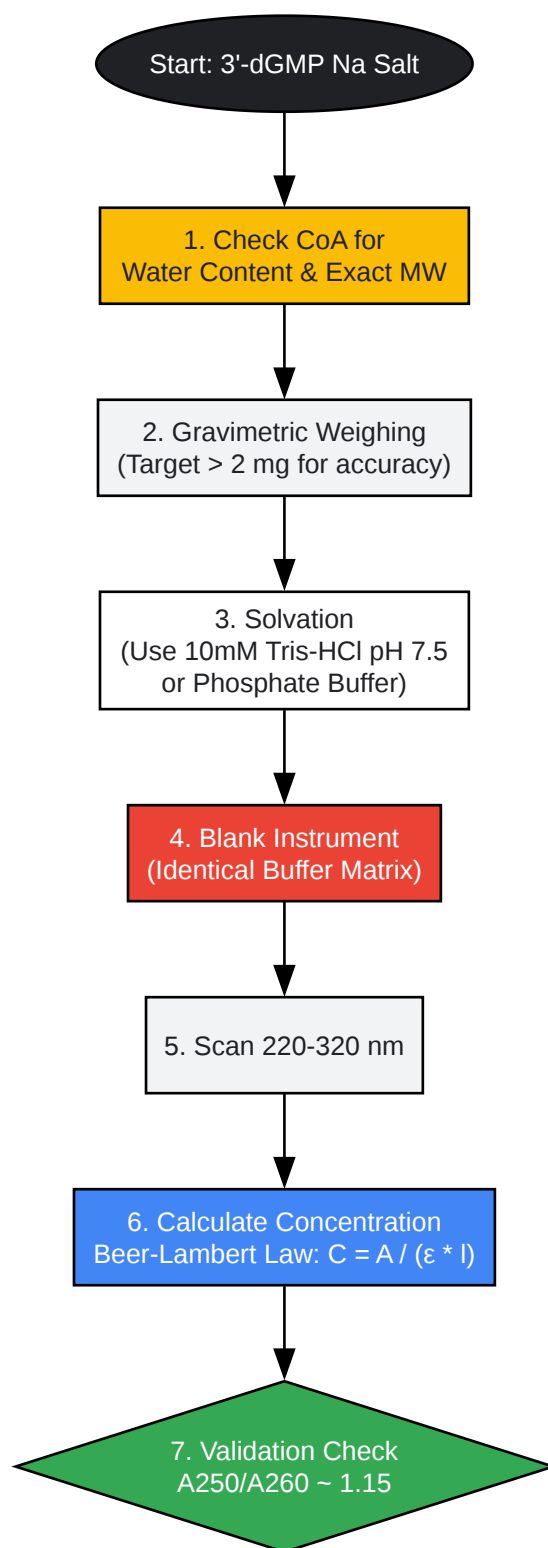 Start: 3'-dGMP Na Salt
1. Check CoA for
Water Content & Exact MW
2. Gravimetric Weighing
(Target > 2 mg for accuracy)
3. Solvation
(Use 10mM Tris-HCl pH 7.5
or Phosphate Buffer)
4. Blank Instrument
(Identical Buffer Matrix)
5. Scan 220-320 nm
6. Calculate Concentration
Beer-Lambert Law: C = A / (ε * l)
7. Validation Check
A250/A260 ~ 1.15